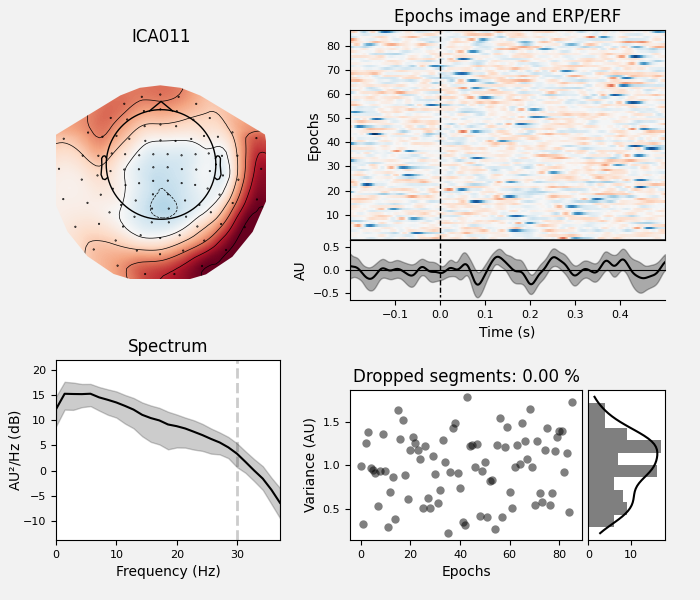 ICA011
Epochs image and ERP/ERF
Epochs
80
70
60
50
40
30
20
10
AU
0.5
0.0
−0.5
−0.1 0.0 0.1 0.2 0.3 0.4
Time (s)
Spectrum
AU²/Hz (dB)
20
15
10
5
0
−5
−10
0 10 20 30
Frequency (Hz)
Dropped segments: 0.00 %
Variance (AU)
1.5
1.0
0.5
0 20 40 60 80
Epochs
0 10